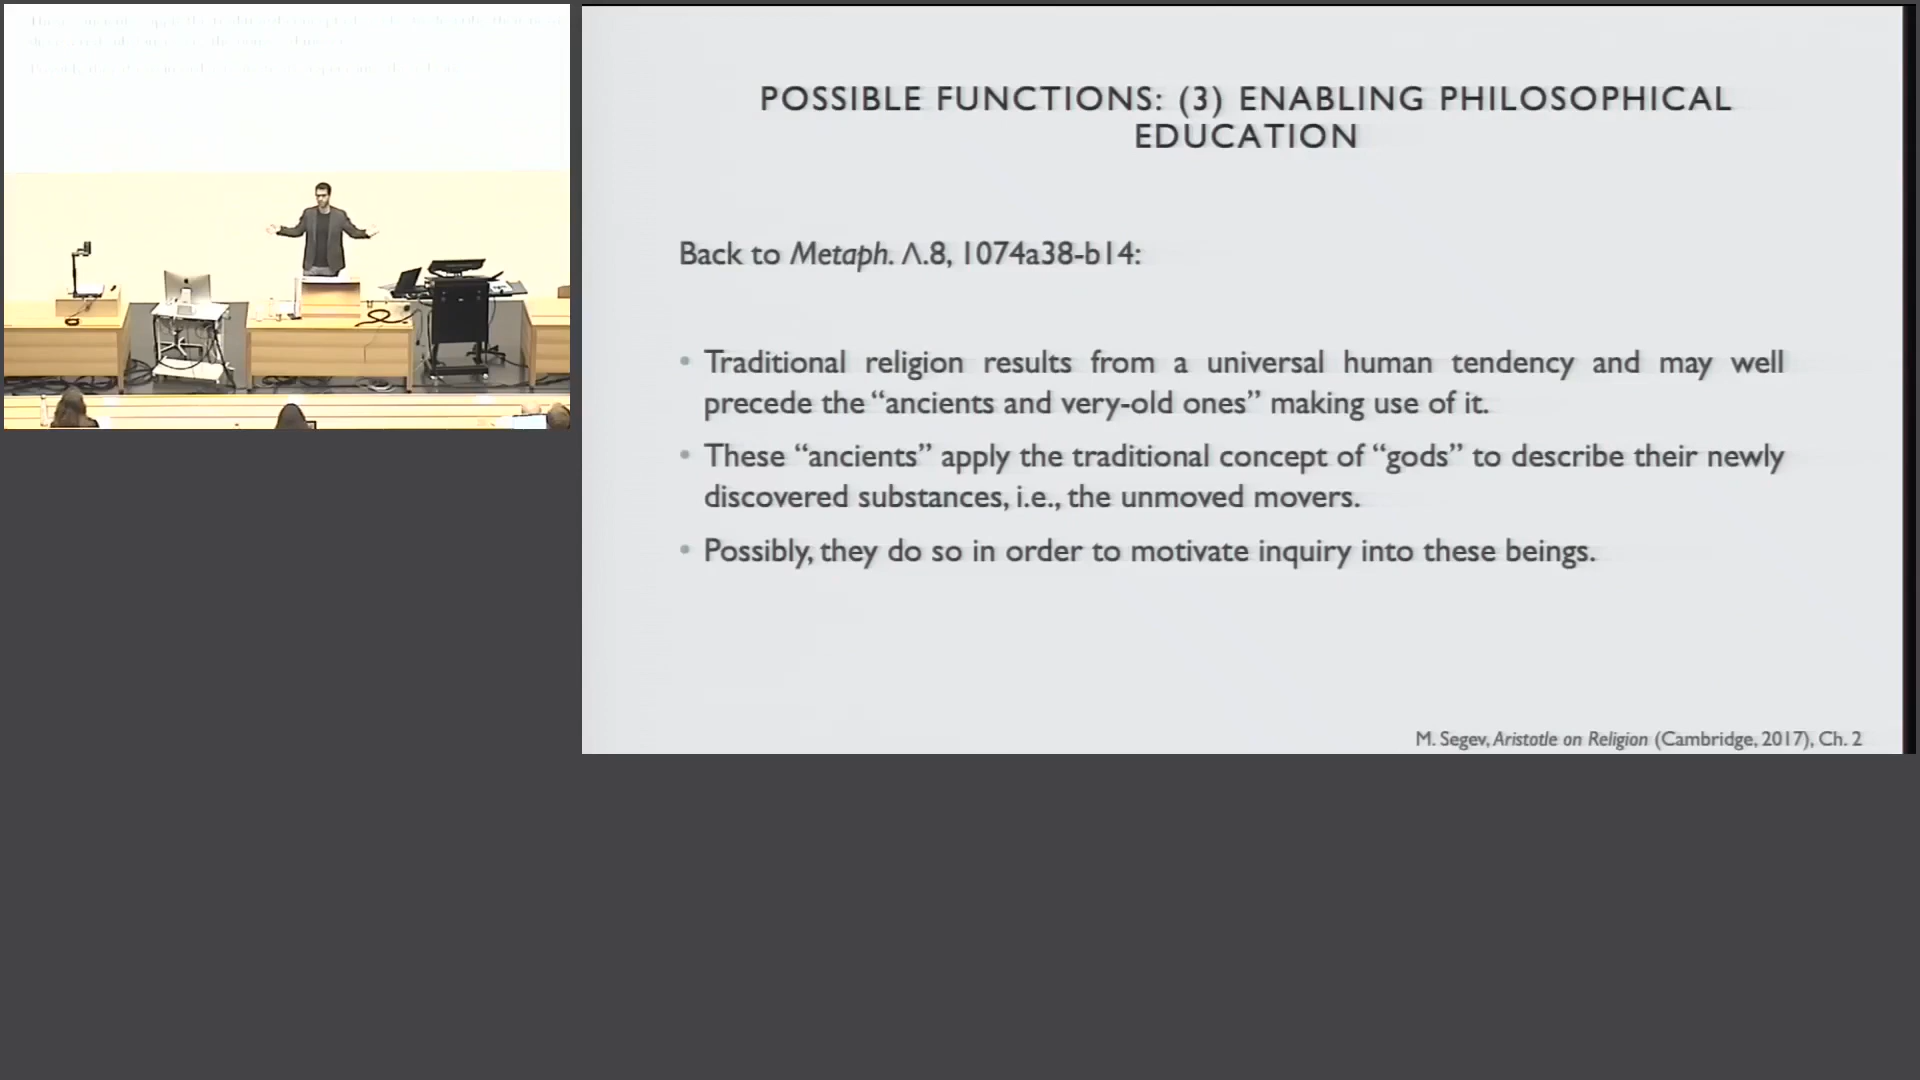 POSSIBLE FUNCTIONS: (3) ENABLING PHILOSOPHICAL
EDUCATION
Back to Metaph. Λ.8, 1074a38-b14:
• Traditional religion results from a universal human tendency and may well
precede the “ancients and very-old ones” making use of it.
• These “ancients” apply the traditional concept of “gods” to describe their newly
discovered substances, i.e., the unmoved movers.
• Possibly, they do so in order to motivate inquiry into these beings.
M. Segev, Aristotle on Religion (Cambridge, 2017), Ch. 2